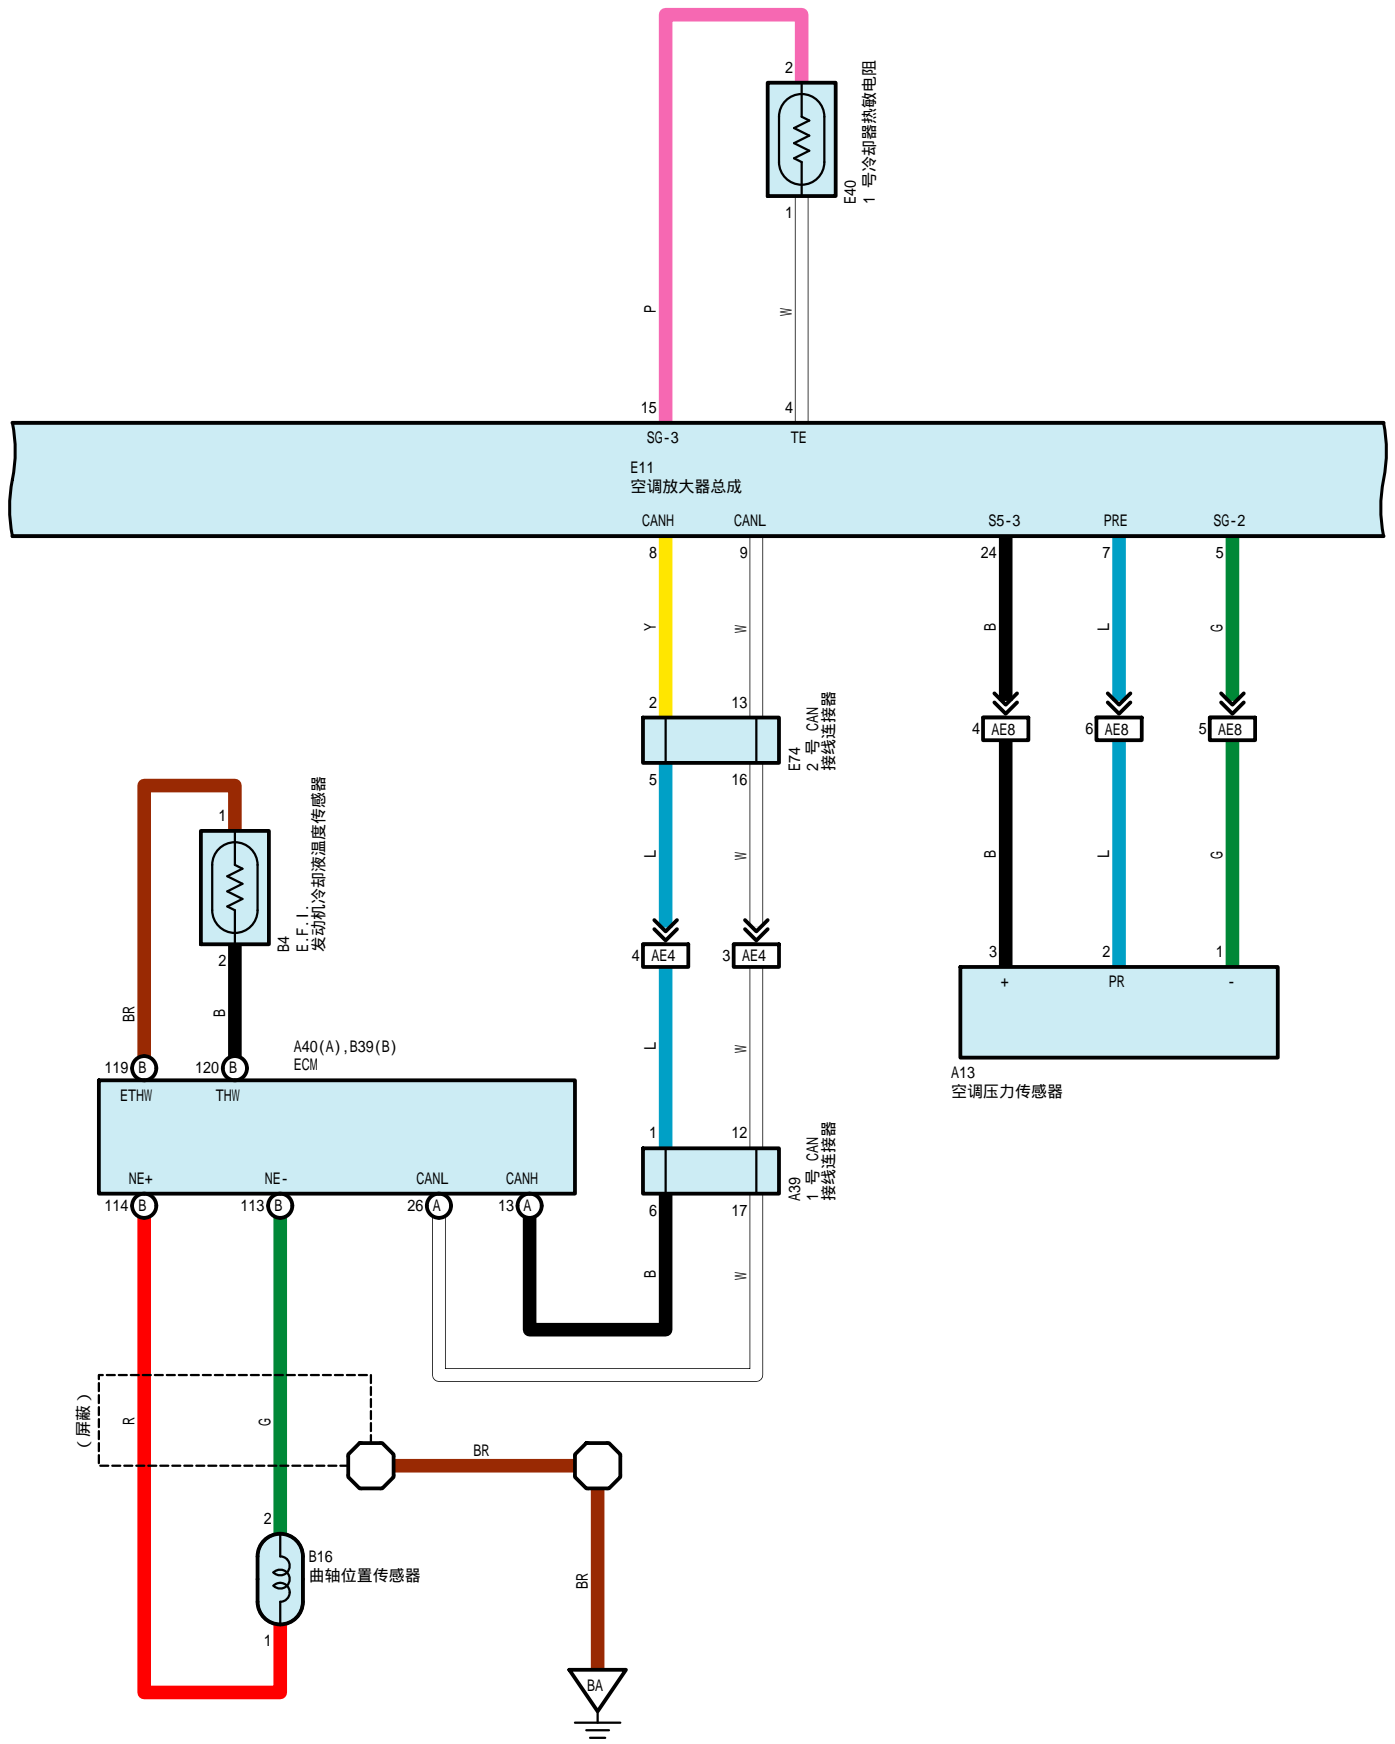 2
E40
1 号冷却器热敏电阻
1
P
W
15
4
SG-3
TE
E11
空调放大器总成
CANH
CANL
S5-3
PRE
SG-2
8
9
24
7
5
Y
W
B
L
G
2
13
E74
2 号 CAN
接线连接器
4
AE8
6
AE8
5
AE8
5
16
1
B4
E.F.I.
发动机冷却液温度传感器
2
L
W
B
L
G
4
AE4
3
AE4
3
2
1
+
PR
-
A13
空调压力传感器
BR
B
L
W
A40(A),B39(B)
ECM
119
B
120
B
ETHW
THW
1
12
A39
1 号 CAN
接线连接器
NE+
NE-
CANL
CANH
114
B
113
B
26
A
13
A
6
17
B
W
(屏蔽)
R
G
BR
2
B16
曲轴位置传感器
1
BR
BA